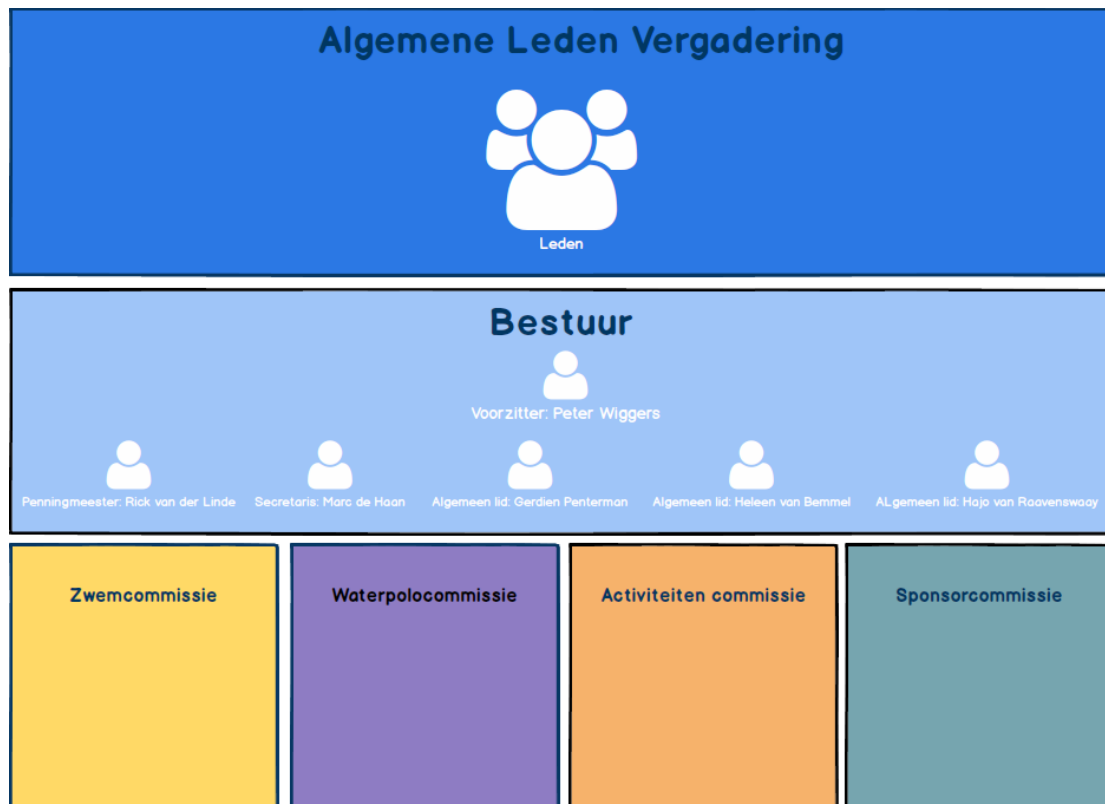 Algemene Leden Vergadering
Leden
Bestuur
Voorzitter: Peter Wiggers
Penningmeester: Rick van der Linde
Secretaris: Marc de Haan
Algemeen lid: Gerdien Penterman
Algemeen lid: Heleen van Bemmel
ALgemeen lid: Hajo van Raavenswaay
Zwemcommissie
Waterpolocommissie
Activiteiten commissie
Sponsorcommissie